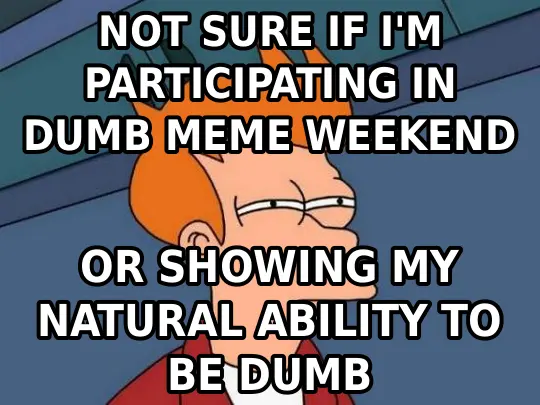 NOT SURE IF I'M
PARTICIPATING IN
DUMB MEME WEEKEND
OR SHOWING MY
NATURAL ABILITY TO
BE DUMB